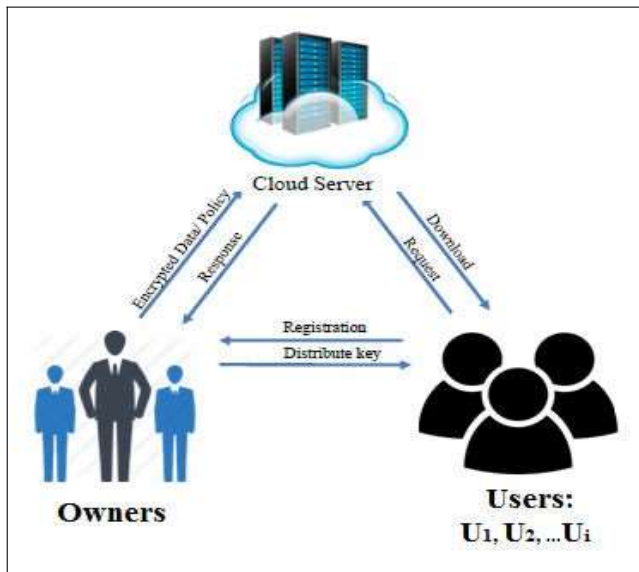 Cloud Server
Encrypted Data/ Policy
Response
Request
Download
Registration
Distribute key
Owners
Users:
U1, U2, ...Ui